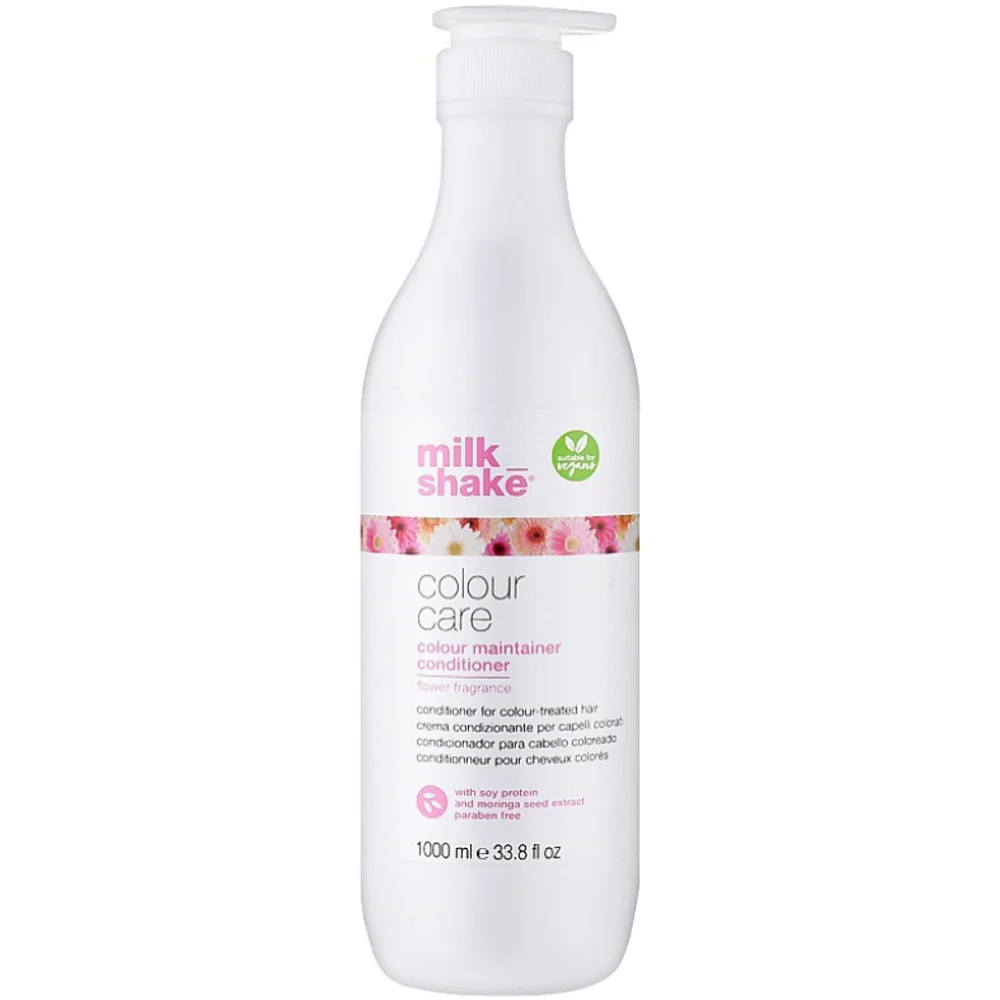 milk_
shake®
suitable for
vegans
colour
care
colour maintainer
conditioner
flower fragrance
conditioner for colour-treated hair
crema condizionante per capelli colorati
condicionador para cabello coloreado
conditionneur pour cheveux colorés
with soy protein
and moringa seed extract
paraben free
1000 ml e 33.8 fl oz